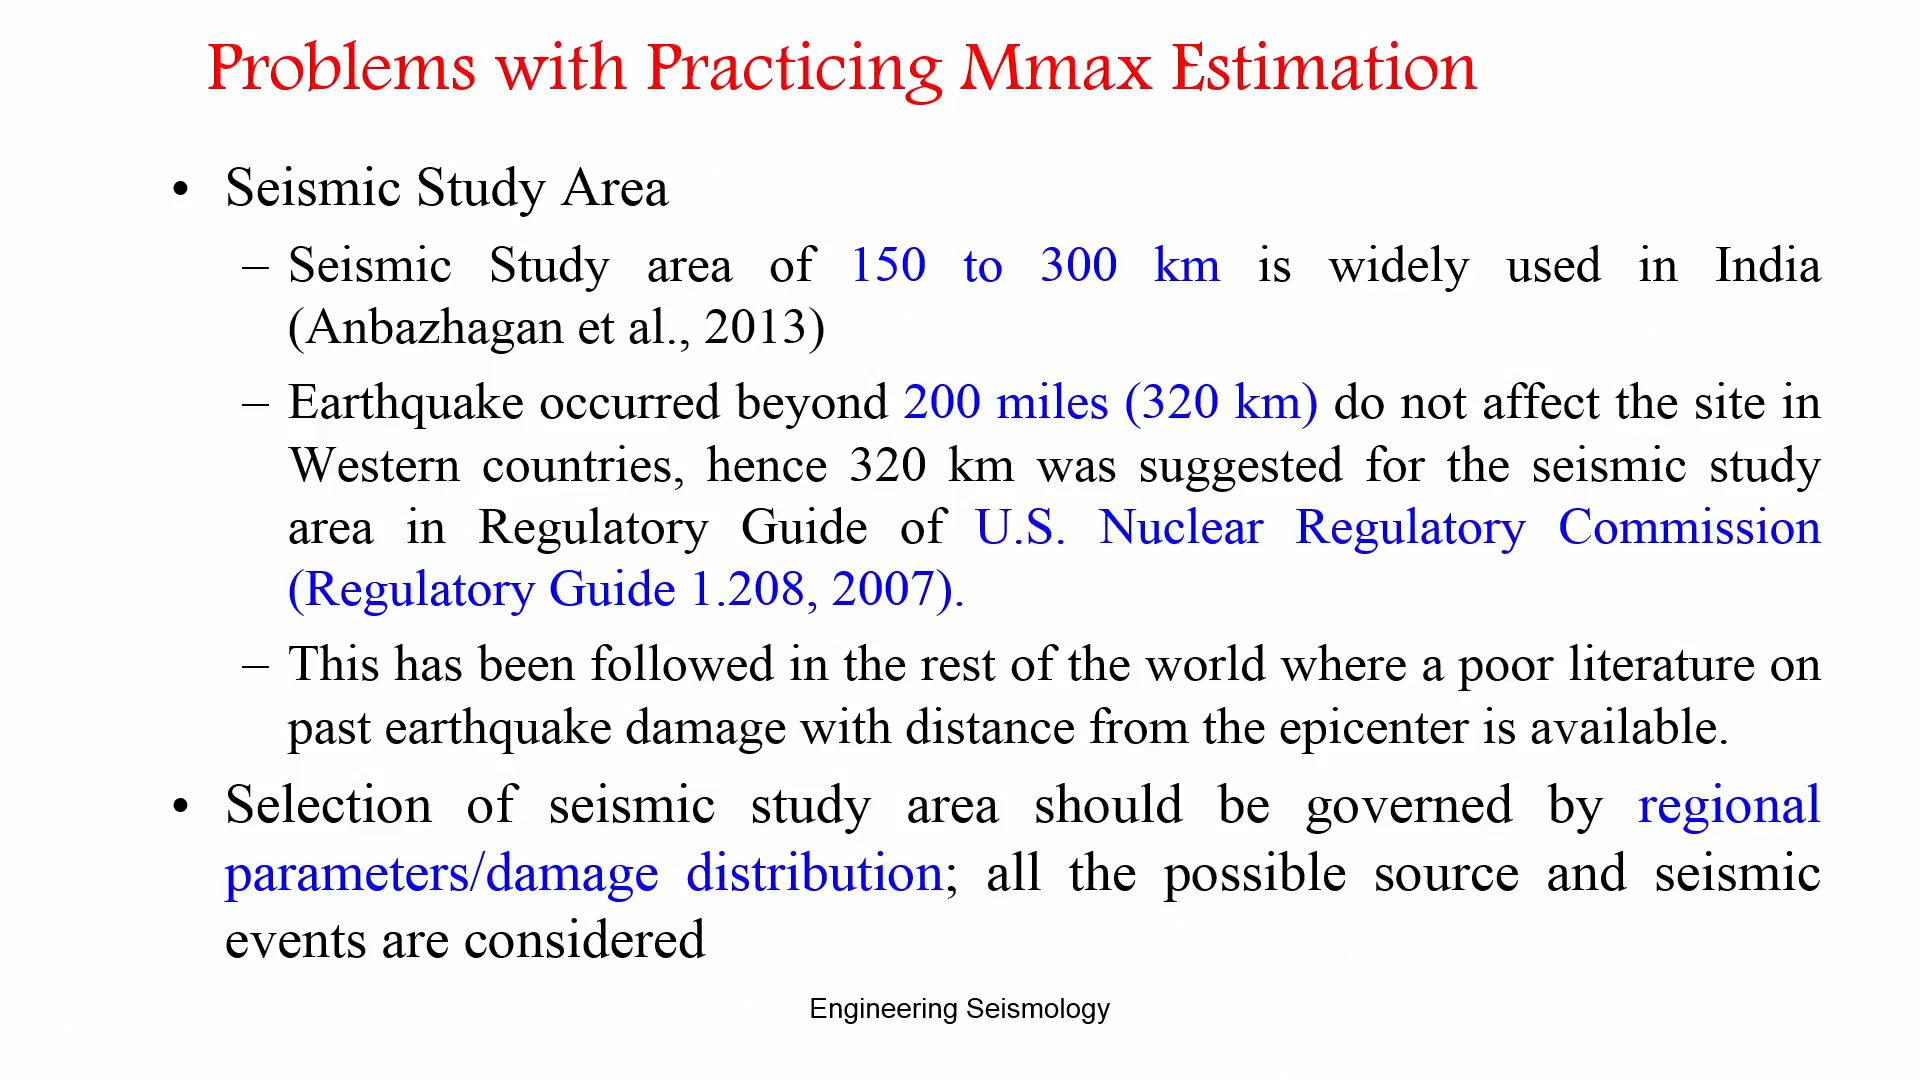 Problems with Practicing Mmax Estimation
• Seismic Study Area
– Seismic Study area of 150 to 300 km is widely used in India
(Anbazhagan et al., 2013)
– Earthquake occurred beyond 200 miles (320 km) do not affect the site in
Western countries, hence 320 km was suggested for the seismic study
area in Regulatory Guide of U.S. Nuclear Regulatory Commission
(Regulatory Guide 1.208, 2007).
– This has been followed in the rest of the world where a poor literature on
past earthquake damage with distance from the epicenter is available.
• Selection of seismic study area should be governed by regional
parameters/damage distribution; all the possible source and seismic
events are considered
Engineering Seismology